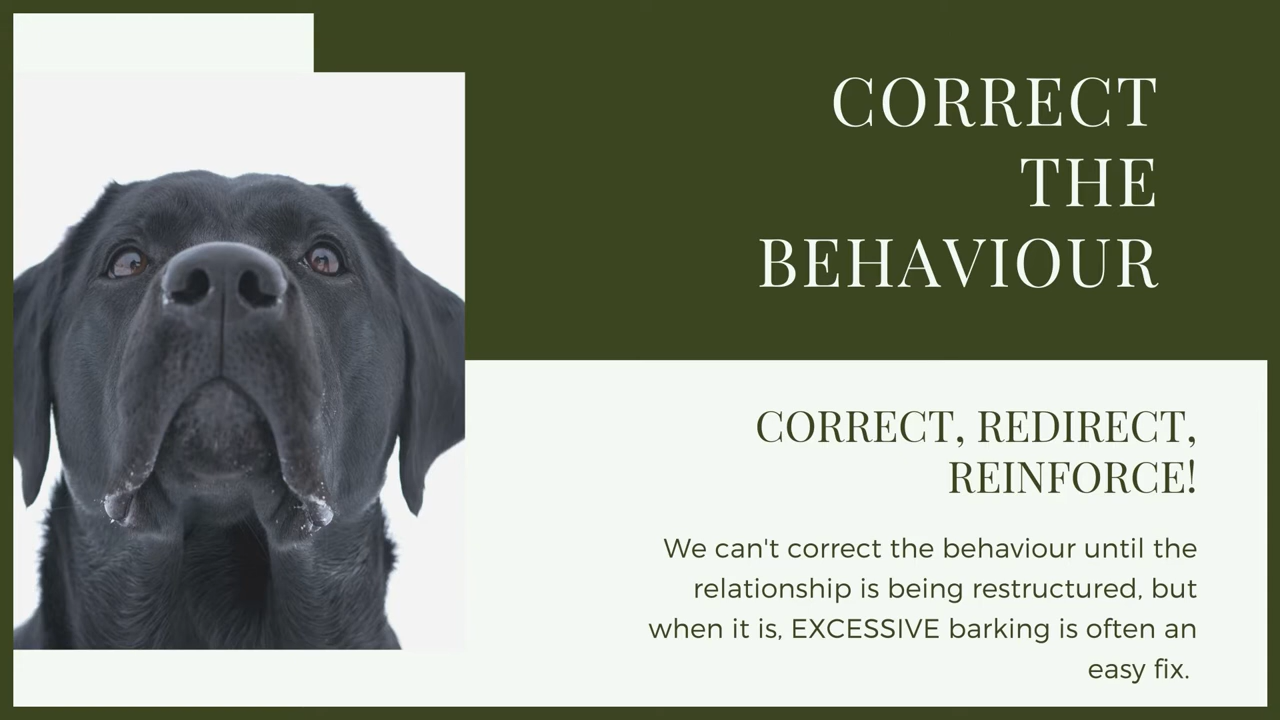 CORRECT
THE
BEHAVIOUR
CORRECT, REDIRECT,
REINFORCE!
We can't correct the behaviour until the
relationship is being restructured, but
when it is, EXCESSIVE barking is often an
easy fix.